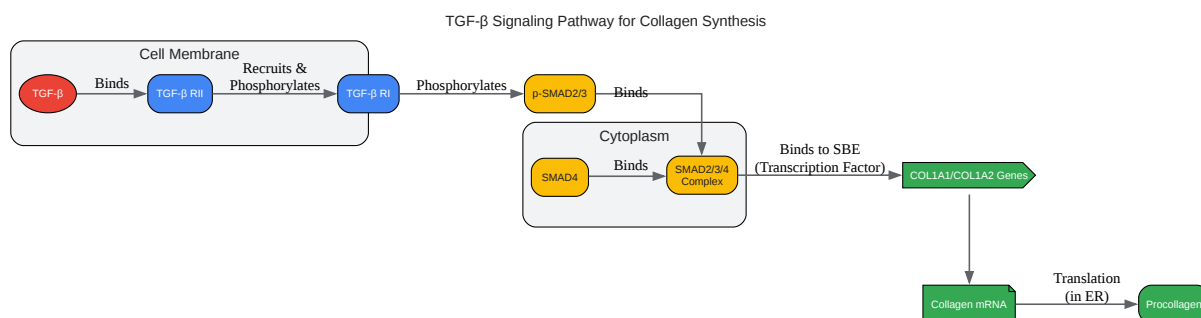 TGF-β Signaling Pathway for Collagen Synthesis
Cell Membrane
TGF-β
Binds
TGF-β RII
Recruits &
Phosphorylates
TGF-β RI
Phosphorylates
p-SMAD2/3
Binds
Cytoplasm
SMAD4
Binds
SMAD2/3/4
Complex
Binds to SBE
(Transcription Factor)
COL1A1/COL1A2 Genes
Collagen mRNA
Translation
(in ER)
Procollagen